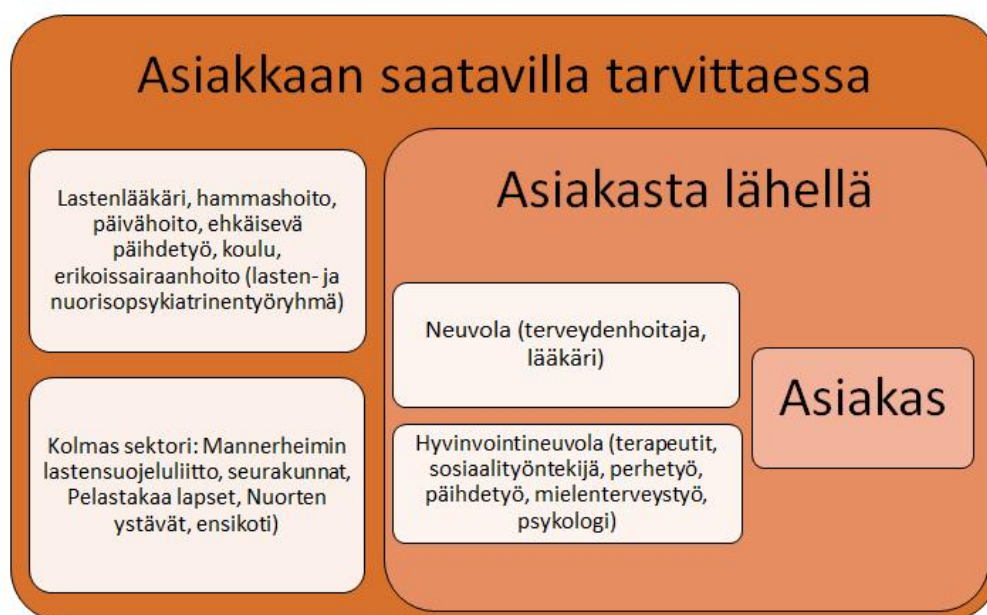 Asiakkaan saatavilla tarvittaessa
Lastenlääkäri, hammashoito,
päivähoito, ehkäisevä
päihdetyö, koulu,
erikoissairaanhoito (lasten- ja
nuorisopsykiatrinentyöryhmä)
Kolmas sektori: Mannerheimin
lastensuojeluliitto, seurakunnat,
Pelastakaa lapset, Nuorten
ystävät, ensikoti)
Asiakasta lähellä
Neuvola (terveydenhoitaja,
lääkäri)
Hyvinvointineuvola (terapeutit,
sosiaalityöntekijä, perhetyö,
päihdetyö, mielenterveystyö,
psykologi)
Asiakas